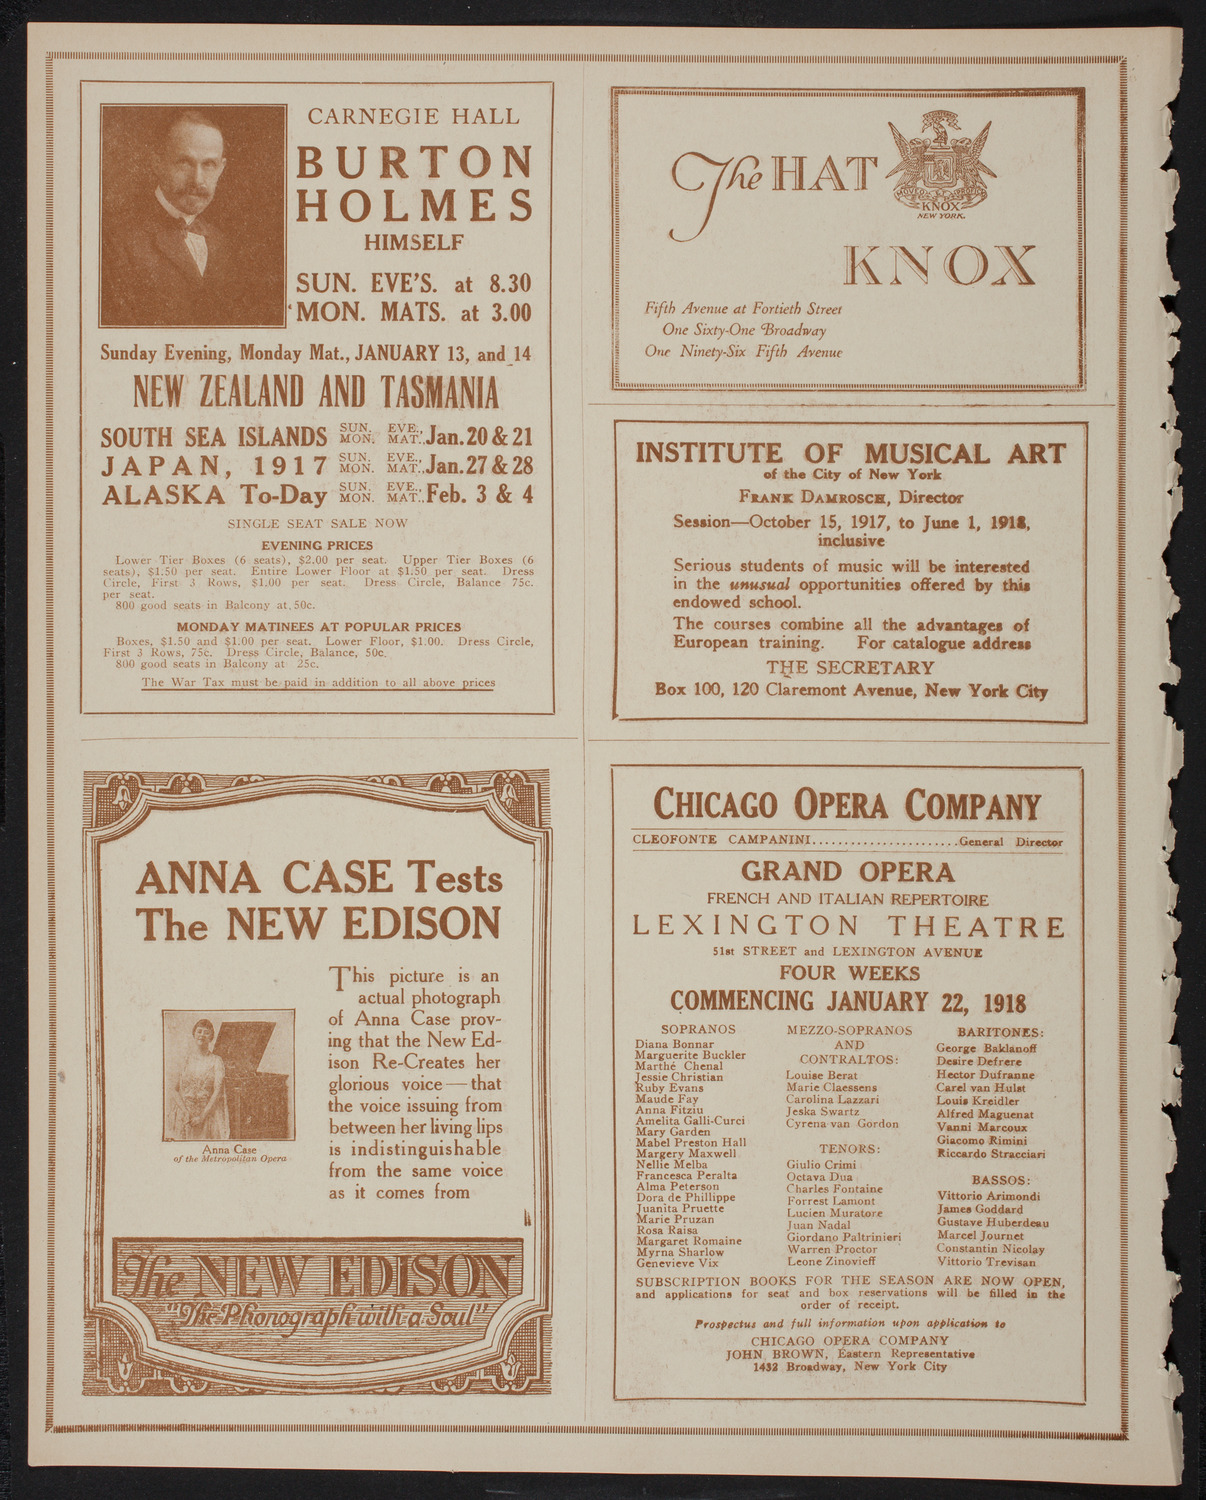 CARNEGIE HALL
BURTON
HOLMES
HIMSELF
SUN. EVE'S. at 8.30
MON. MATS. at 3.00
Sunday Evening, Monday Mat., JANUARY 13, and 14
NEW ZEALAND AND TASMANIA
SOUTH SEA ISLANDS SUN. EVE., MON. MAT., Jan. 20 & 21
JAPAN, 1917 SUN. EVE., MON. MAT., Jan. 27 & 28
ALASKA To-Day SUN. EVE., MON. MAT., Feb. 3 & 4
SINGLE SEAT SALE NOW
EVENING PRICES
Lower Tier Boxes (6 seats), $2.00 per seat. Upper Tier Boxes (6
seats), $1.50 per seat. Entire Lower Floor at $1.50 per seat. Dress
Circle, First 3 Rows, $1.00 per seat. Dress Circle, Balance 75c.
per seat.
800 good seats in Balcony at 50c.
MONDAY MATINEES AT POPULAR PRICES
Boxes, $1.50 and $1.00 per seat. Lower Floor, $1.00. Dress Circle,
First 3 Rows, 75c. Dress Circle, Balance, 50c.
800 good seats in Balcony at 25c.
The War Tax must be paid in addition to all above prices
The HAT
KNOX
NEW YORK.
KNOX
Fifth Avenue at Fortieth Street
One Sixty-One Broadway
One Ninety-Six Fifth Avenue
INSTITUTE OF MUSICAL ART
of the City of New York
FRANK DAMROSCH, Director
Session—October 15, 1917, to June 1, 1918,
inclusive
Serious students of music will be interested
in the unusual opportunities offered by this
endowed school.
The courses combine all the advantages of
European training. For catalogue address
THE SECRETARY
Box 100, 120 Claremont Avenue, New York City
ANNA CASE Tests
The NEW EDISON
This picture is an
actual photograph
of Anna Case prov-
ing that the New Ed-
ison Re-Creates her
glorious voice—that
the voice issuing from
between her living lips
is indistinguishable
from the same voice
as it comes from
Anna Case
of the Metropolitan Opera
The NEW EDISON
"The Phonograph with a Soul"
CHICAGO OPERA COMPANY
CLEOFONTE CAMPANINI.......................General Director
GRAND OPERA
FRENCH AND ITALIAN REPERTOIRE
LEXINGTON THEATRE
51st STREET and LEXINGTON AVENUE
FOUR WEEKS
COMMENCING JANUARY 22, 1918
SOPRANOS
Diana Bonnar
Marguerite Buckler
Marthe Chenal
Jessie Christian
Ruby Evans
Maude Fay
Anna Fitziu
Amelita Galli-Curci
Mary Garden
Mabel Preston Hall
Margery Maxwell
Nellie Melba
Francesca Peralta
Alma Peterson
Dora de Phillippe
Juanita Pruette
Marie Pruzan
Rosa Raisa
Margaret Romaine
Myrna Sharlow
Genevieve Vix
MEZZO-SOPRANOS
AND
CONTRALTOS:
Louise Berat
Marie Claessens
Carolina Lazzari
Jeska Swartz
Cyrena van Gordon
TENORS:
Giulio Crimi
Octava Dua
Charles Fontaine
Forrest Lamont
Lucien Muratore
Juan Nadal
Giordano Paltrinieri
Warren Proctor
Leone Zinovieff
BARITONES:
George Baklanoff
Desire Defrere
Hector Dufranne
Carel van Hulst
Louis Kreidler
Alfred Maguenat
Vanni Marcoux
Giacomo Rimini
Riccardo Stracciari
BASSOS:
Vittorio Arimondi
James Goddard
Gustave Huberdeau
Marcel Journet
Constantin Nicolay
Vittorio Trevisan
SUBSCRIPTION BOOKS FOR THE SEASON ARE NOW OPEN,
and applications for seat and box reservations will be filled in the
order of receipt.
Prospectus and full information upon application to
CHICAGO OPERA COMPANY
JOHN BROWN, Eastern Representative
1432 Broadway, New York City